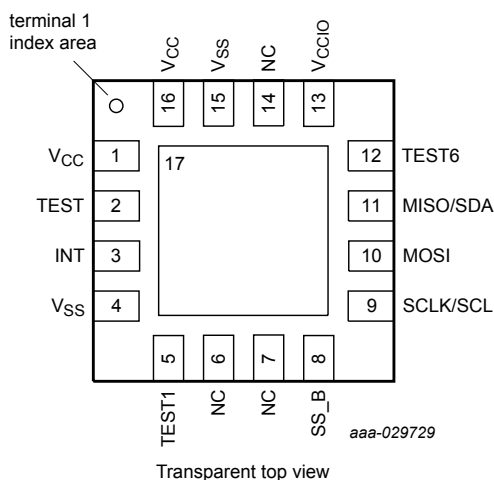 terminal 1
index area
VCC
VSS
NC
VCCIO
16
15
14
13
VCC 1
17
12 TEST6
TEST 2
11 MISO/SDA
INT 3
10 MOSI
VSS 4
9 SCLK/SCL
5
6
7
8
TEST1
NC
NC
SS_B
aaa-029729
Transparent top view